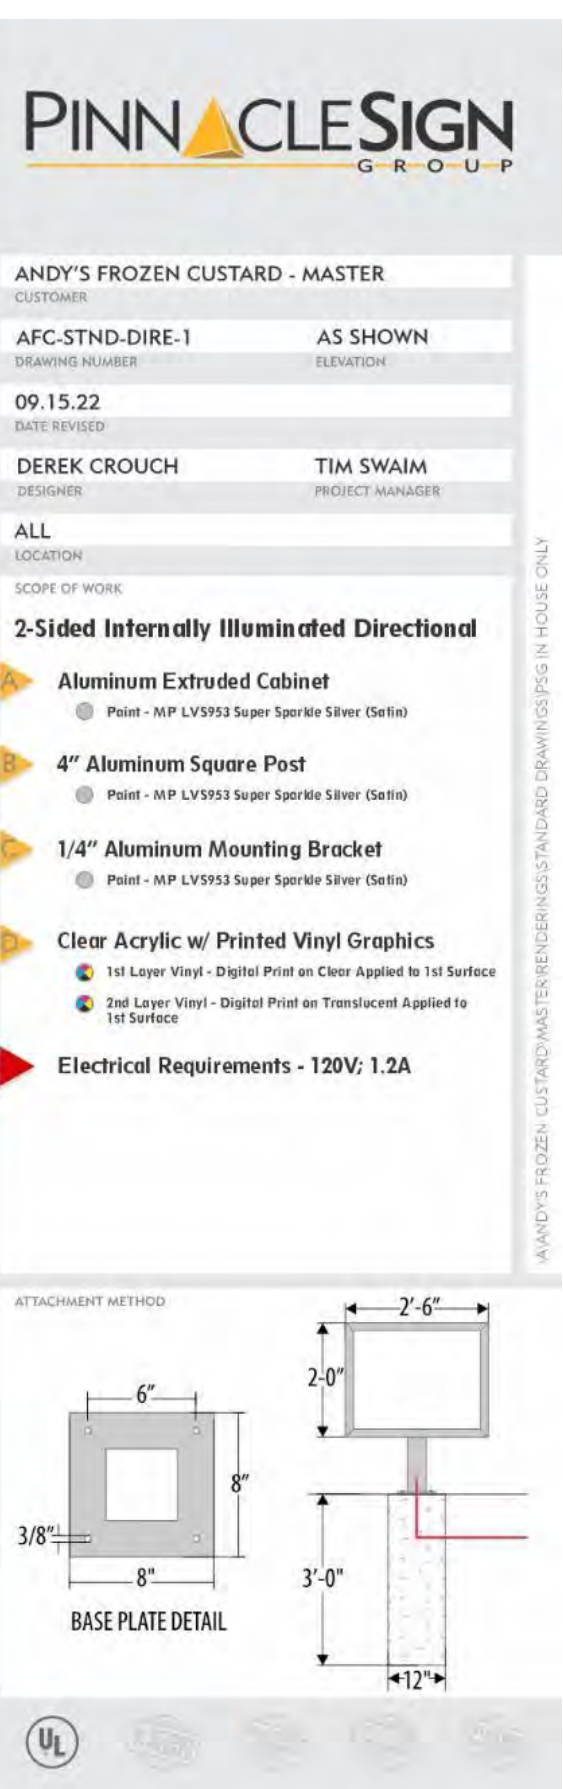 PINNACLESIGN
GROUP
ANDY'S FROZEN CUSTARD - MASTER
CUSTOMER
AFC-STND-DIRE-1 AS SHOWN
DRAWING NUMBER ELEVATION
09.15.22
DATE REVISED
DEREK CROUCH TIM SWAIM
DESIGNER PROJECT MANAGER
ALL
LOCATION
SCOPE OF WORK
2-Sided Internally Illuminated Directional
A Aluminum Extruded Cabinet
Paint - MP LVS953 Super Sparkle Silver (Satin)
B 4" Aluminum Square Post
Paint - MP LVS953 Super Sparkle Silver (Satin)
C 1/4" Aluminum Mounting Bracket
Paint - MP LVS953 Super Sparkle Silver (Satin)
D Clear Acrylic w/ Printed Vinyl Graphics
1st Layer Vinyl - Digital Print on Clear Applied to 1st Surface
2nd Layer Vinyl - Digital Print on Translucent Applied to
1st Surface
Electrical Requirements - 120V; 1.2A
\A\ANDY'S FROZEN CUSTARD\MASTER\RENDERINGS\STANDARD DRAWINGS\PSG IN HOUSE ONLY
ATTACHMENT METHOD
2'-6"
2-0"
6"
8"
3/8"
8"
3'-0"
BASE PLATE DETAIL
12"
UL